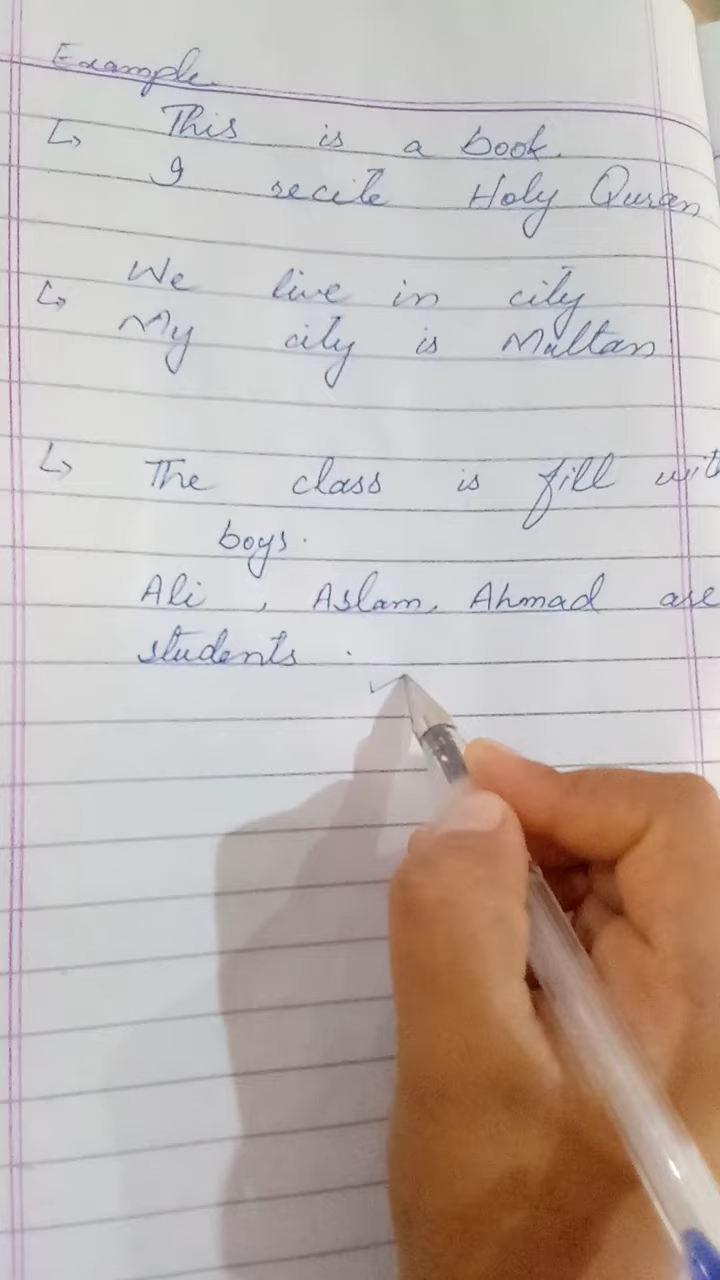 Example.
This is a book.
I recite Holy Quran.
We live in city
My city is Multan
The class is fill wit
boys.
Ali , Aslam, Ahmad are
students .